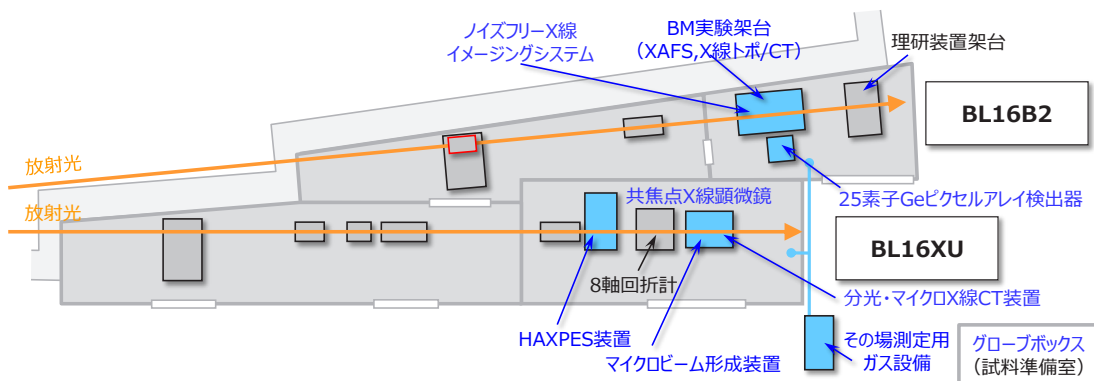 ノイズフリーX線
イメージングシステム
BM実験架台
（XAFS,X線トポ/CT）
理研装置架台
BL16B2
放射光
25素子Geピクセルアレイ検出器
放射光
共焦点X線顕微鏡
BL16XU
8軸回折計
分光・マイクロX線CT装置
HAXPES装置
マイクロビーム形成装置
その場測定用
ガス設備
グローブボックス
（試料準備室）